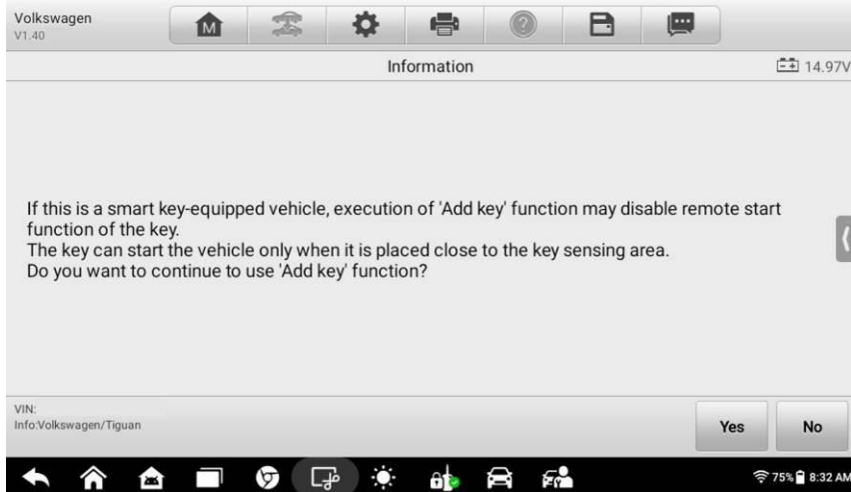 Volkswagen
V1.40
M
Information
14.97V
If this is a smart key-equipped vehicle, execution of 'Add key' function may disable remote start
function of the key.
The key can start the vehicle only when it is placed close to the key sensing area.
Do you want to continue to use 'Add key' function?
VIN:
Info:Volkswagen/Tiguan
Yes
No
75%
8:32 AM